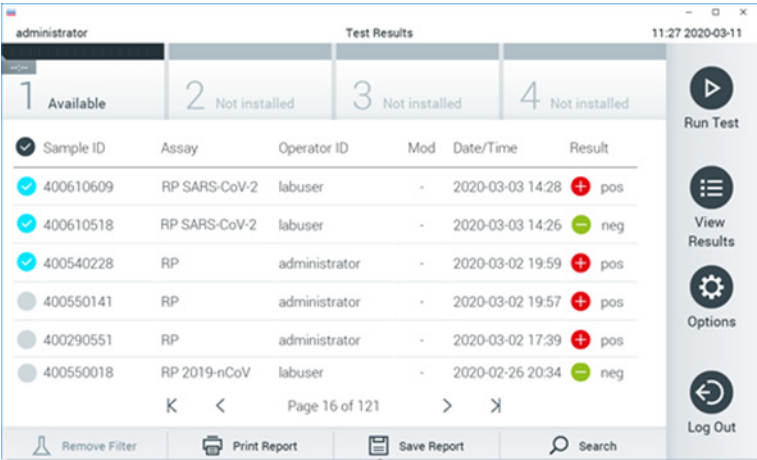 administrator Test Results 11:27 2020-03-11
--:--
1 Available 2 Not installed 3 Not installed 4 Not installed
Run Test
Sample ID Assay Operator ID Mod Date/Time Result
400610609 RP SARS-CoV-2 labuser - 2020-03-03 14:28 pos
400610518 RP SARS-CoV-2 labuser - 2020-03-03 14:26 neg
View
Results
400540228 RP administrator - 2020-03-02 19:59 pos
400550141 RP administrator - 2020-03-02 19:57 pos
Options
400290551 RP administrator - 2020-03-02 17:39 pos
400550018 RP 2019-nCoV labuser - 2020-02-26 20:34 neg
Page 16 of 121
Log Out
Remove Filter Print Report Save Report Search